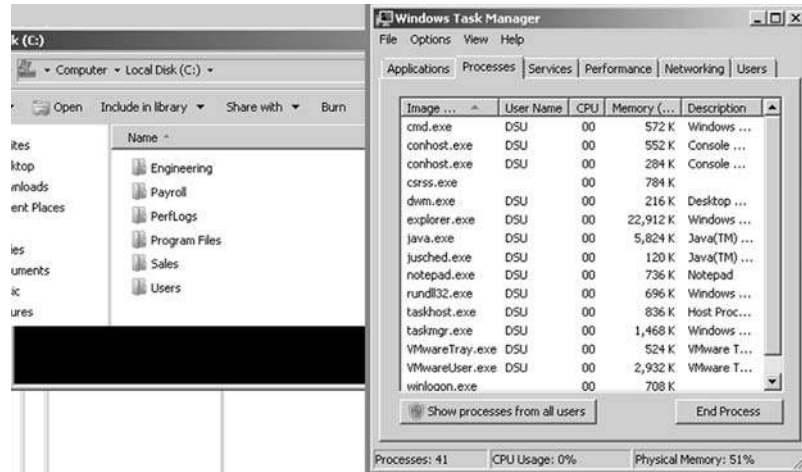 k (C:)
Computer Local Disk (C:)
Open Include in library Share with Burn
ites
ktop
vnloads
ent Places
ies
uments
ic
ures
Name
Engineering
Payroll
PerfLogs
Program Files
Sales
Users
Windows Task Manager
File Options View Help
Applications Processes Services Performance Networking Users
Image ... User Name CPU Memory (... Description
cmd.exe DSU 00 572 K Windows ...
conhost.exe DSU 00 552 K Console ...
conhost.exe DSU 00 284 K Console ...
csrss.exe 00 784 K
dwm.exe DSU 00 216 K Desktop ...
explorer.exe DSU 00 22,912 K Windows ...
java.exe DSU 00 5,824 K Java(TM) ...
jusched.exe DSU 00 120 K Java(TM) ...
notepad.exe DSU 00 736 K Notepad
rundll32.exe DSU 00 696 K Windows ...
taskhost.exe DSU 00 836 K Host Proc...
taskmgr.exe DSU 00 1,468 K Windows ...
VMwareTray.exe DSU 00 524 K VMware T...
VMwareUser.exe DSU 00 2,932 K VMware T...
winlogon.exe 00 708 K
Show processes from all users End Process
Processes: 41 CPU Usage: 0% Physical Memory: 51%